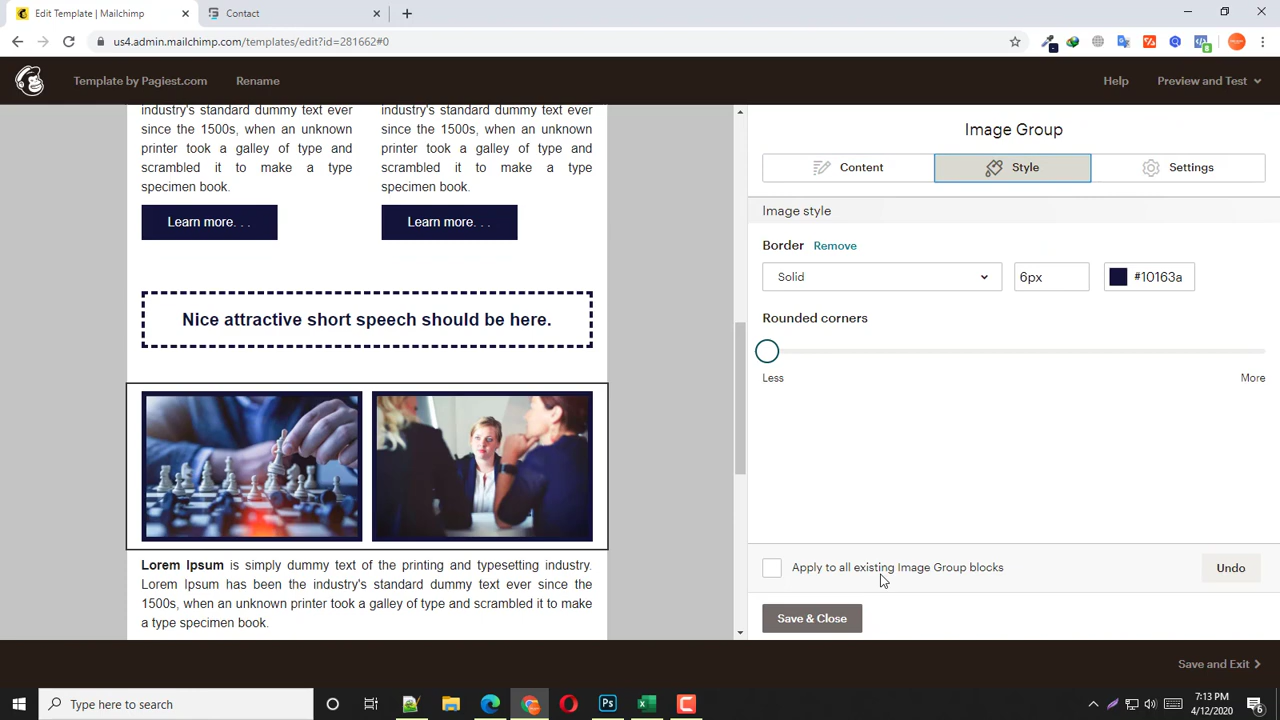 Edit Template | Mailchimp
Contact
us4.admin.mailchimp.com/templates/edit?id=281662#0
Template by Pagiest.com
Rename
Help
Preview and Test
industry's standard dummy text ever
since the 1500s, when an unknown
printer took a galley of type and
scrambled it to make a type
specimen book.
industry's standard dummy text ever
since the 1500s, when an unknown
printer took a galley of type and
scrambled it to make a type
specimen book.
Learn more. . .
Learn more. . .
Nice attractive short speech should be here.
Lorem Ipsum is simply dummy text of the printing and typesetting industry.
Lorem Ipsum has been the industry's standard dummy text ever since the
1500s, when an unknown printer took a galley of type and scrambled it to make
a type specimen book.
Image Group
Content
Style
Settings
Image style
Border Remove
Solid
6px
#10163a
Rounded corners
Less
More
Apply to all existing Image Group blocks
Undo
Save & Close
Save and Exit
Type here to search
Ps
7:13 PM
4/12/2020
6